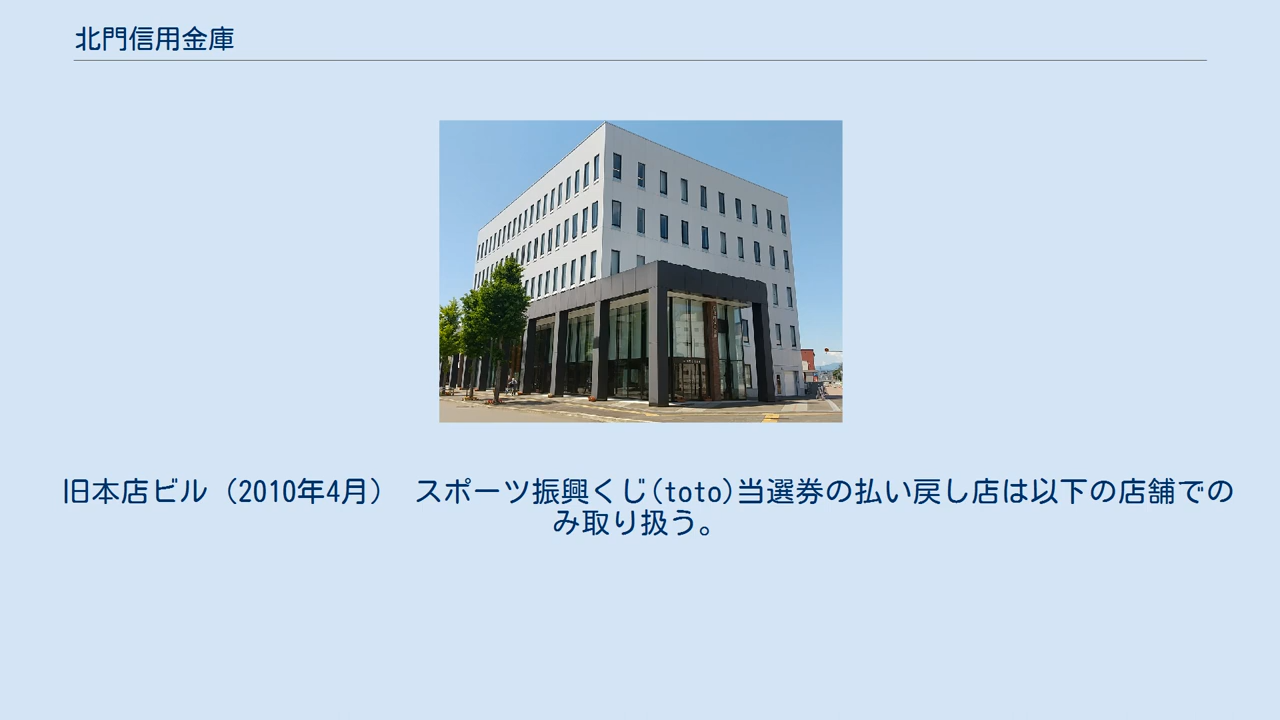 北門信用金庫
旧本店ビル（2010年4月）　スポーツ振興くじ(toto)当選券の払い戻し店は以下の店舗での
み取り扱う。